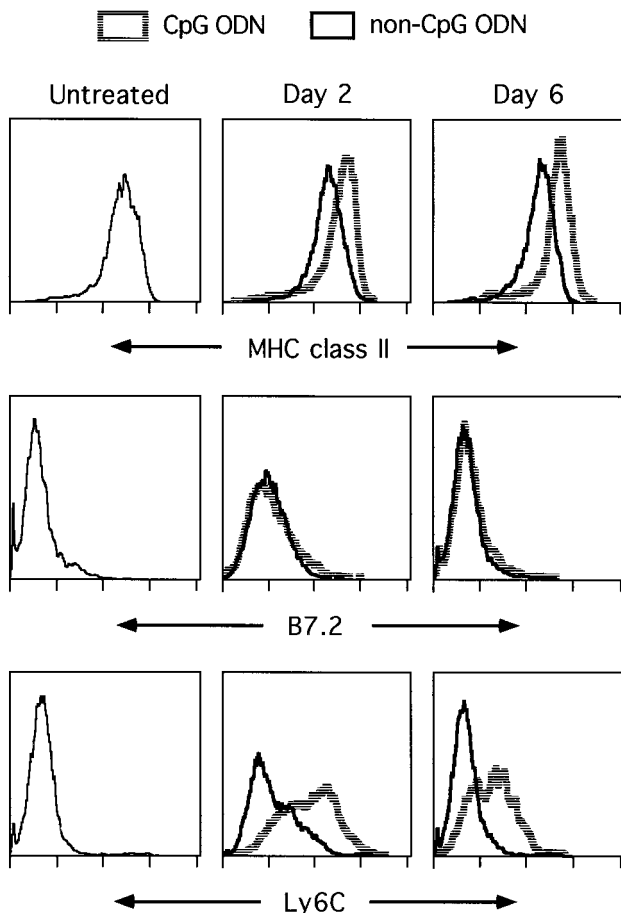 CpG ODN non-CpG ODN
Untreated Day 2 Day 6
MHC class II
B7.2
Ly6C